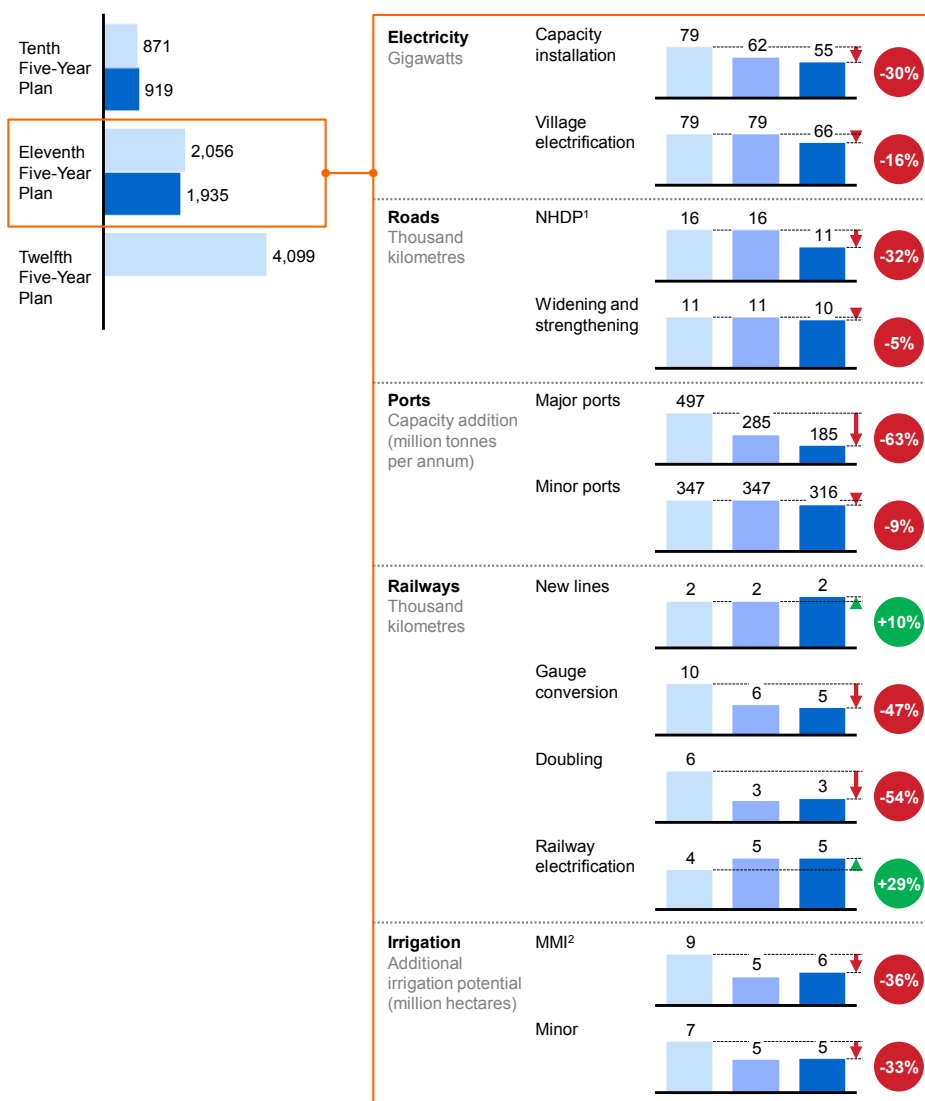 Tenth
Five-Year
Plan
871
919
Eleventh
Five-Year
Plan
2,056
1,935
Twelfth
Five-Year
Plan
4,099
Electricity
Gigawatts
Capacity
installation
79
62
55
-30%
Village
electrification
79
79
66
-16%
Roads
Thousand
kilometres
NHDP¹
16
16
11
-32%
Widening and
strengthening
11
11
10
-5%
Ports
Capacity addition
(million tonnes
per annum)
Major ports
497
285
185
-63%
Minor ports
347
347
316
-9%
Railways
Thousand
kilometres
New lines
2
2
2
+10%
Gauge
conversion
10
6
5
-47%
Doubling
6
3
3
-54%
Railway
electrification
4
5
5
+29%
Irrigation
Additional
irrigation potential
(million hectares)
MMI²
9
5
6
-36%
Minor
7
5
5
-33%